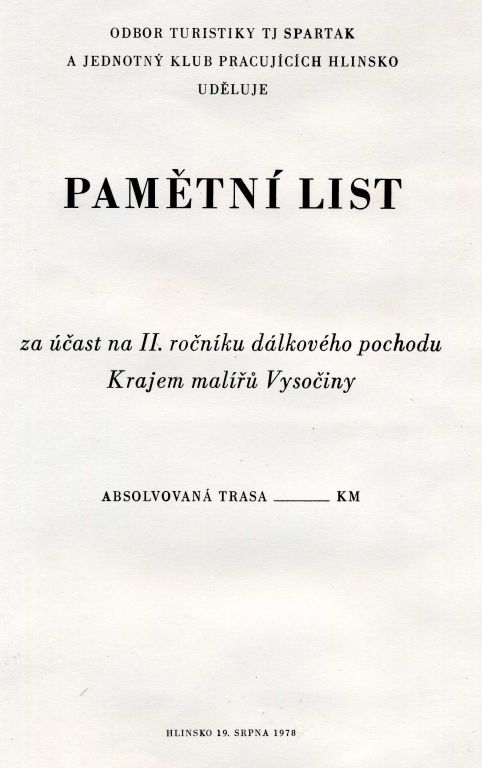 ODBOR TURISTIKY TJ SPARTAK
A JEDNOTNÝ KLUB PRACUJÍCÍCH HLINSKO
UDĚLUJE
PAMĚTNÍ LIST
za účast na II. ročníku dálkového pochodu
Krajem malířů Vysočiny
ABSOLVOVANÁ TRASA ______ KM
HLINSKO 19. SRPNA 1978